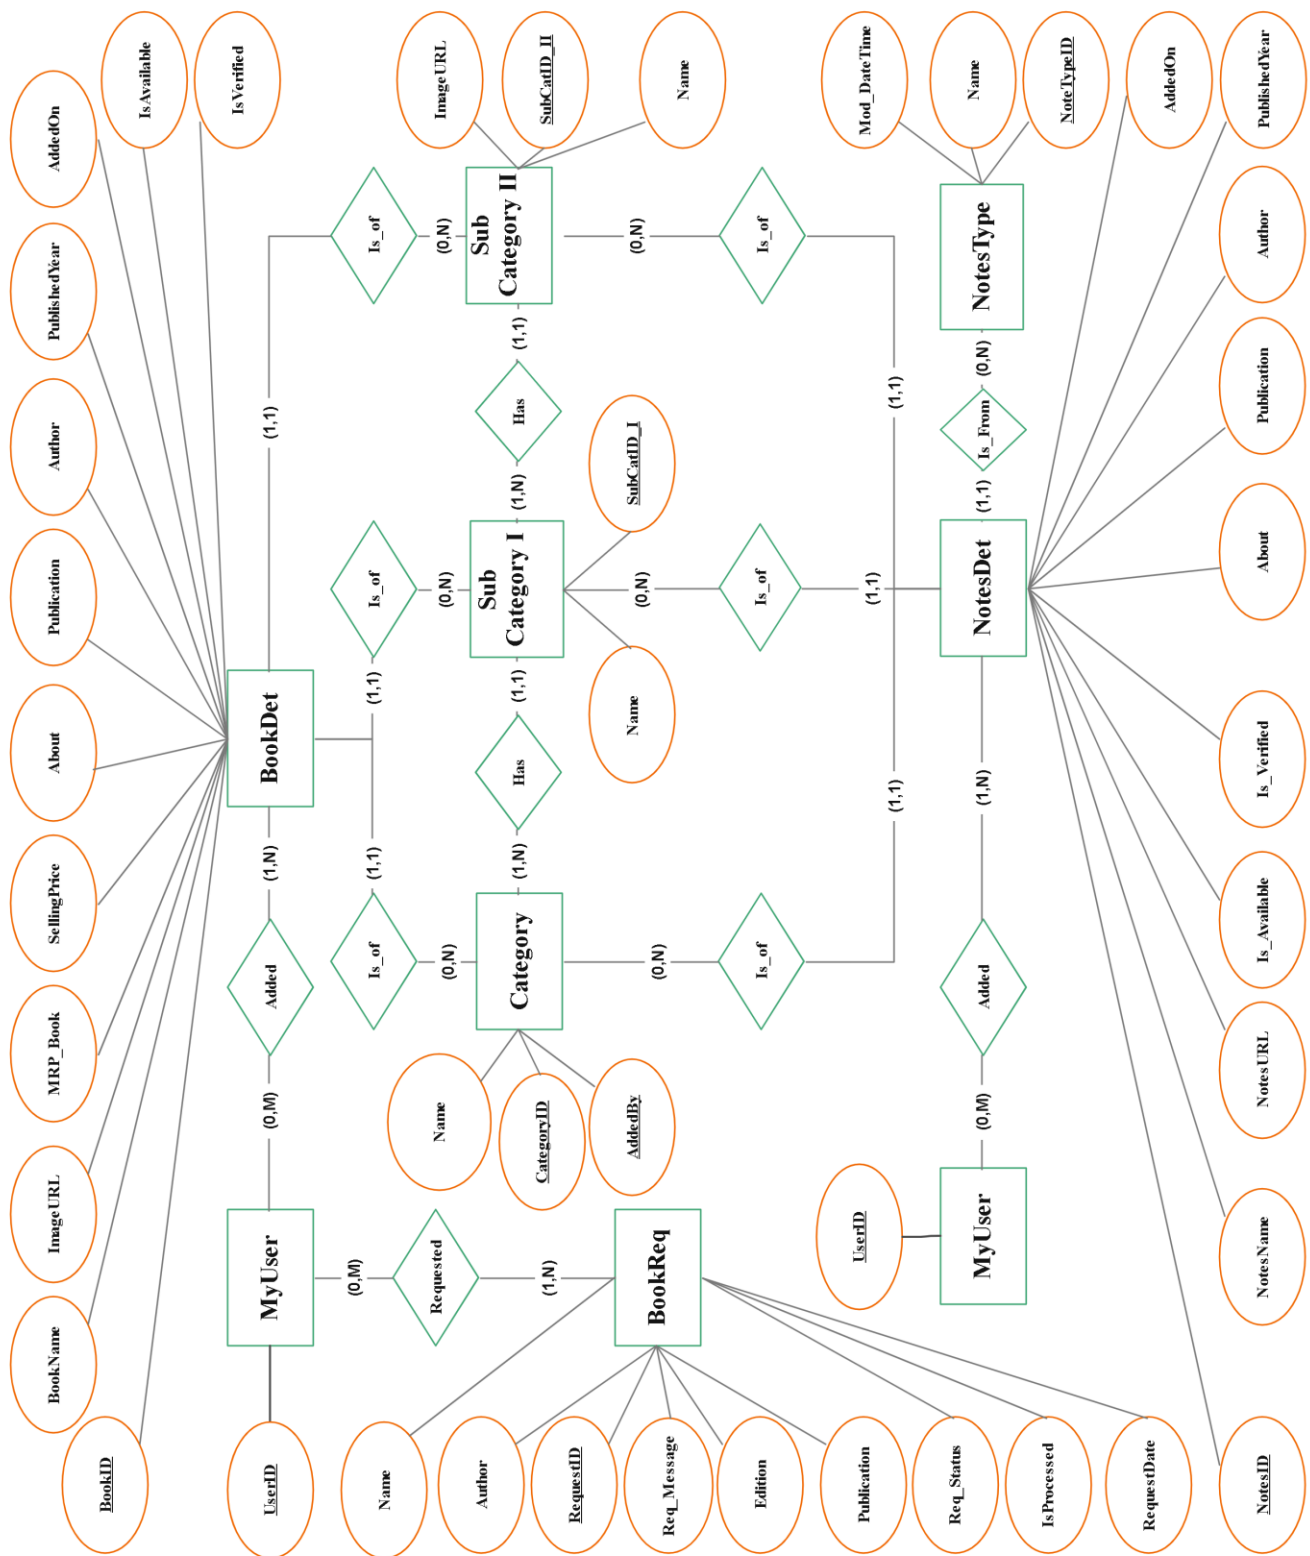 BookID
BookName
ImageURL
MRP_Book
SellingPrice
About
Publication
Author
PublishedYear
AddedOn
IsAvailable
IsVerified
UserID
MyUser
(0,M)
Added
(1,N)
BookDet
(1,1)
(0,M)
Requested
(1,N)
BookReq
Name
Author
RequestID
Req_Message
Edition
Publication
Req_Status
IsProcessed
RequestDate
(1,1)
Is_of
(0,N)
(1,1)
Is_of
(0,N)
Is_of
(0,N)
Name
CategoryID
AddedBy
Category
(1,N)
Has
(1,1)
Sub
Category I
(1,N)
Has
(1,1)
Sub
Category II
ImageURL
SubCatID_II
Name
Name
SubCatID_I
(0,N)
Is_of
(1,1)
(0,N)
Is_of
(1,1)
(0,N)
Is_of
(1,1)
UserID
MyUser
(0,M)
Added
(1,N)
NotesDet
(1,1)
Is_From
(0,N)
NotesType
Mod_DateTime
Name
NoteTypeID
NotesID
NotesName
NotesURL
Is_Available
Is_Verified
About
Publication
Author
PublishedYear
AddedOn